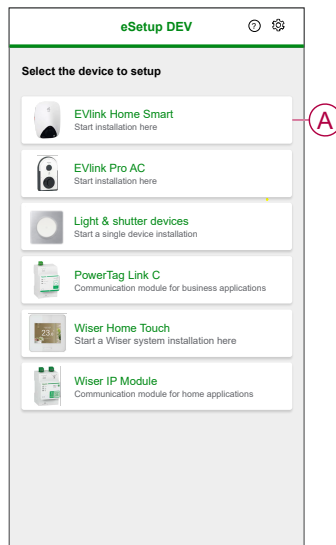 eSetup DEV
Select the device to setup
EVlink Home Smart
Start installation here
A
EVlink Pro AC
Start installation here
Light & shutter devices
Start a single device installation
PowerTag Link C
Communication module for business applications
Wiser Home Touch
Start a Wiser system installation here
Wiser IP Module
Communication module for home applications